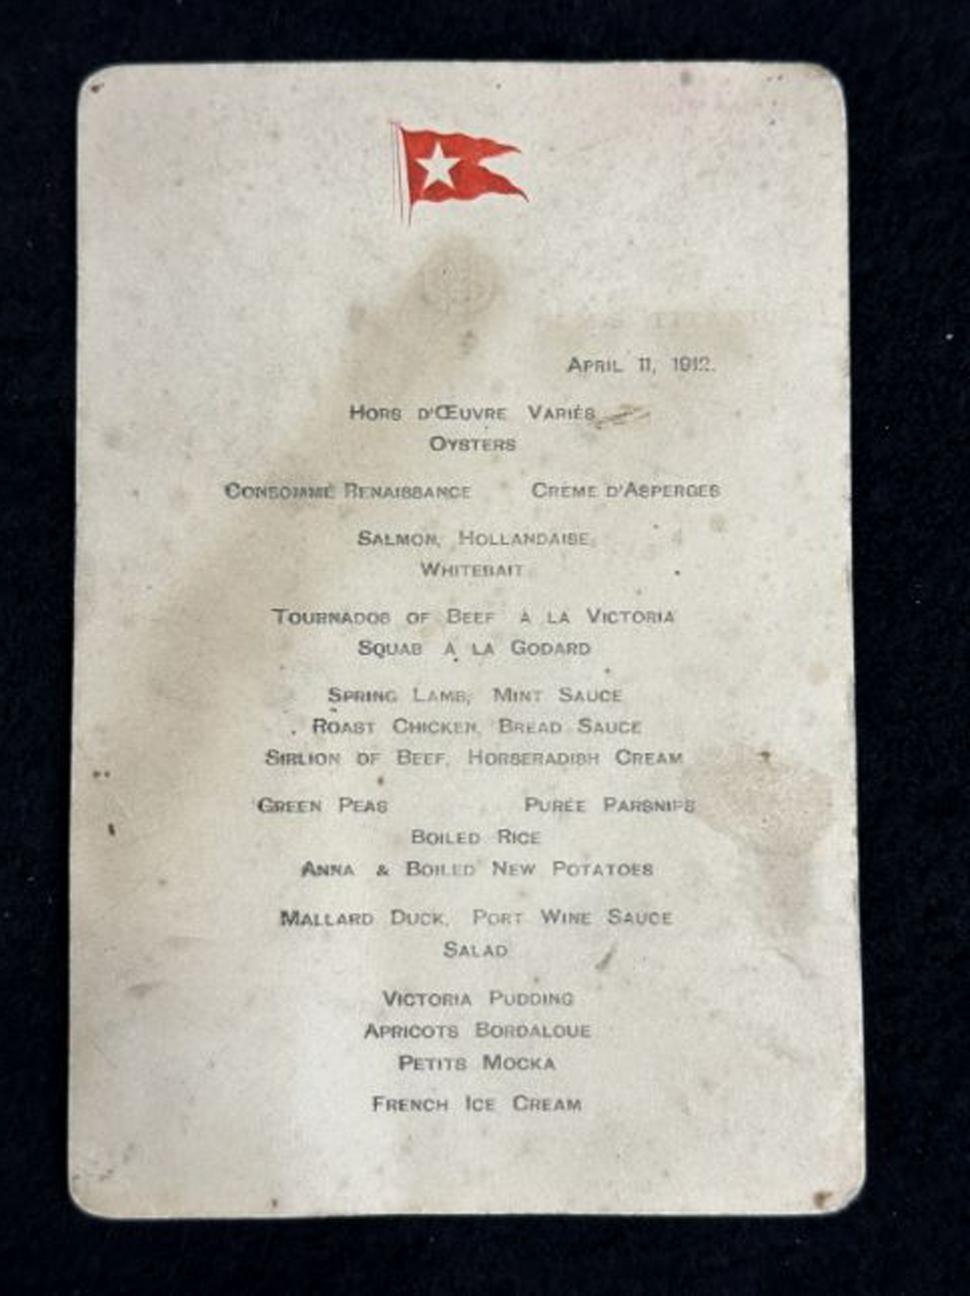 April 11, 1912.
Hors d'Œuvre Variés
Oysters
Consommé Renaissance Crème d'Asperges
Salmon, Hollandaise
Whitebait
Tournados of Beef à la Victoria
Squab à la Godard
Spring Lamb, Mint Sauce
Roast Chicken, Bread Sauce
Sirlion of Beef, Horseradish Cream
Green Peas Purée Parsnips
Boiled Rice
Anna & Boiled New Potatoes
Mallard Duck, Port Wine Sauce
Salad
Victoria Pudding
Apricots Bordaloue
Petits Mocka
French Ice Cream